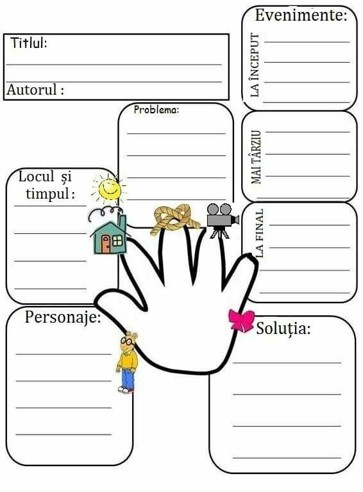 Titlul:
Autorul :
Evenimente:
LA ÎNCEPUT
MAI TÂRZIU
LA FINAL
Problema:
Locul și
timpul:
Personaje:
Soluția: